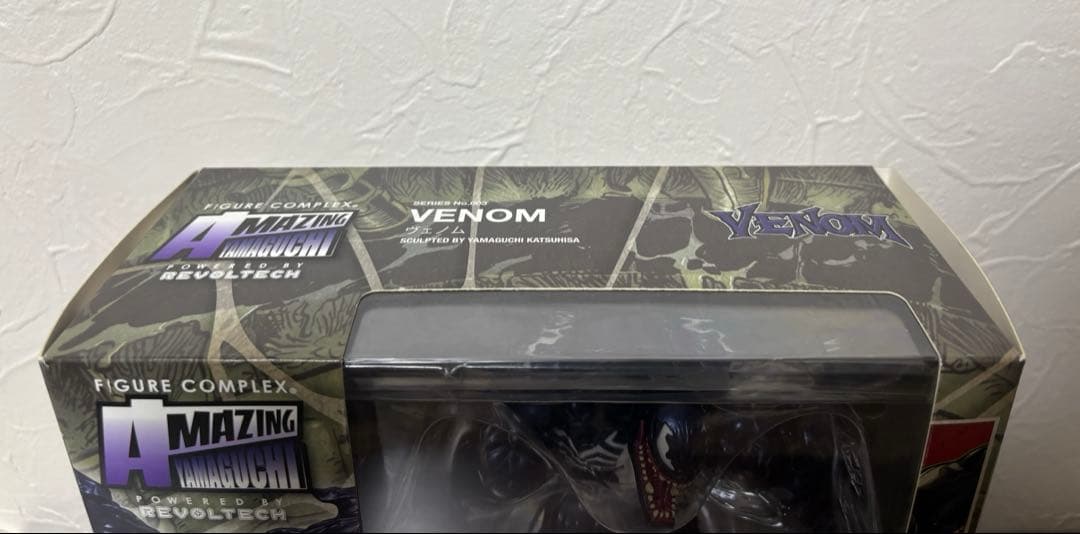 FIGURE COMPLEX®
AMAZING
YAMAGUCHI
POWERED BY
REVOLTECH
SERIES No.003
VENOM
ヴェノム
SCULPTED BY YAMAGUCHI KATSUHISA
VENOM
FIGURE COMPLEX®
AMAZING
YAMAGUCHI
POWERED BY
REVOLTECH